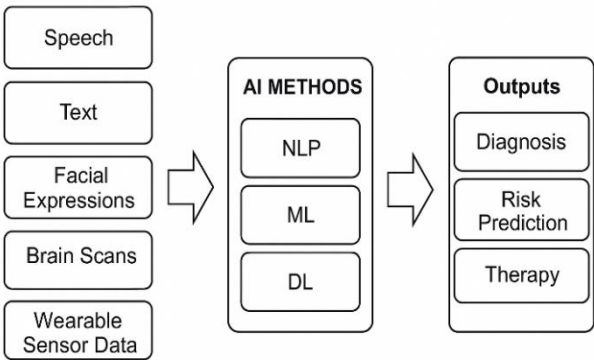 Speech
Text
Facial
Expressions
Brain Scans
Wearable
Sensor Data
AI METHODS
NLP
ML
DL
Outputs
Diagnosis
Risk
Prediction
Therapy